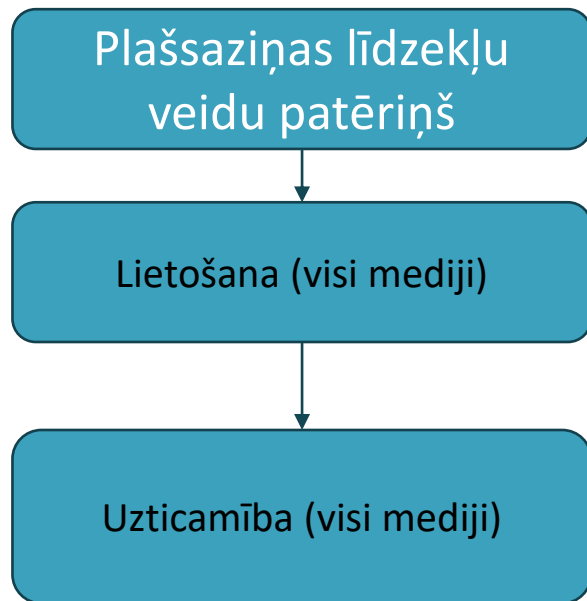 Plašsaziņas līdzekļu
veidu patēriņš
Lietošana (visi mediji)
Uzticamība (visi mediji)